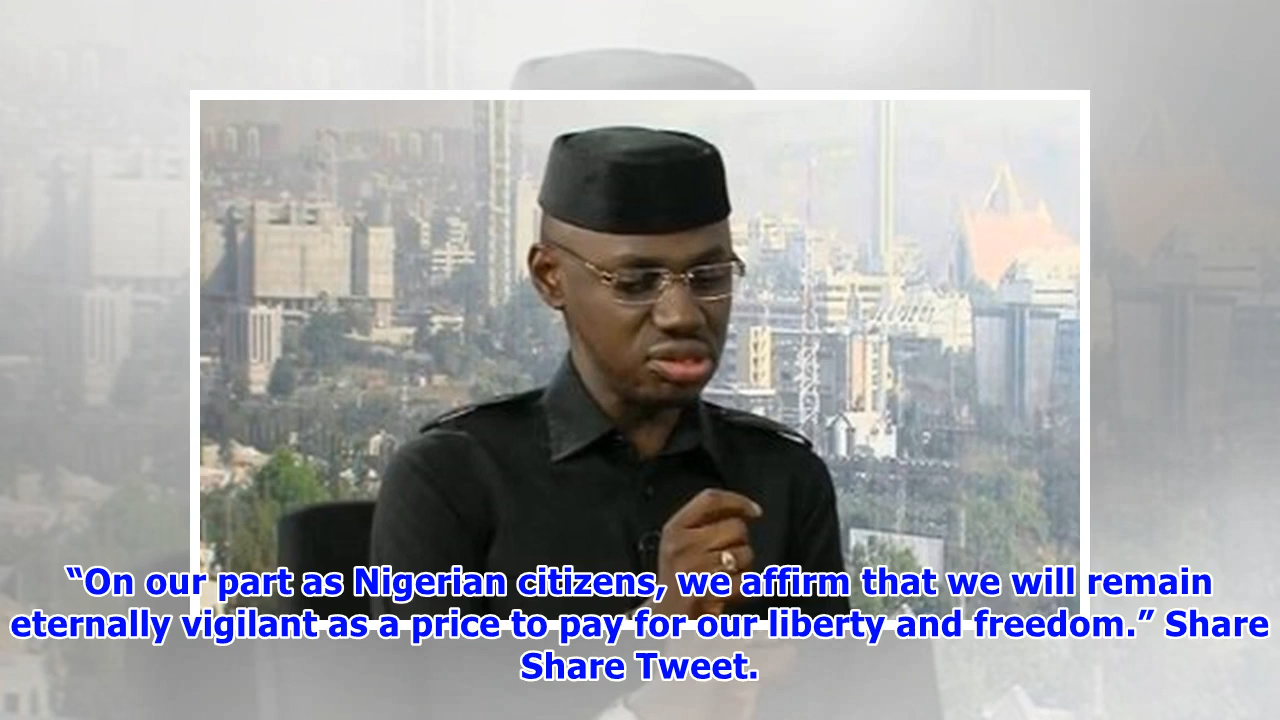 “On our part as Nigerian citizens, we affirm that we will remain
eternally vigilant as a price to pay for our liberty and freedom.” Share
Share Tweet.